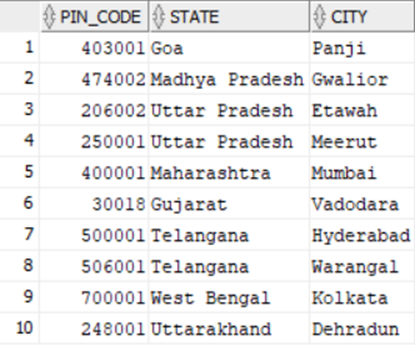 PIN_CODE STATE CITY
1 403001 Goa Panji
2 474002 Madhya Pradesh Gwalior
3 206002 Uttar Pradesh Etawah
4 250001 Uttar Pradesh Meerut
5 400001 Maharashtra Mumbai
6 30018 Gujarat Vadodara
7 500001 Telangana Hyderabad
8 506001 Telangana Warangal
9 700001 West Bengal Kolkata
10 248001 Uttarakhand Dehradun